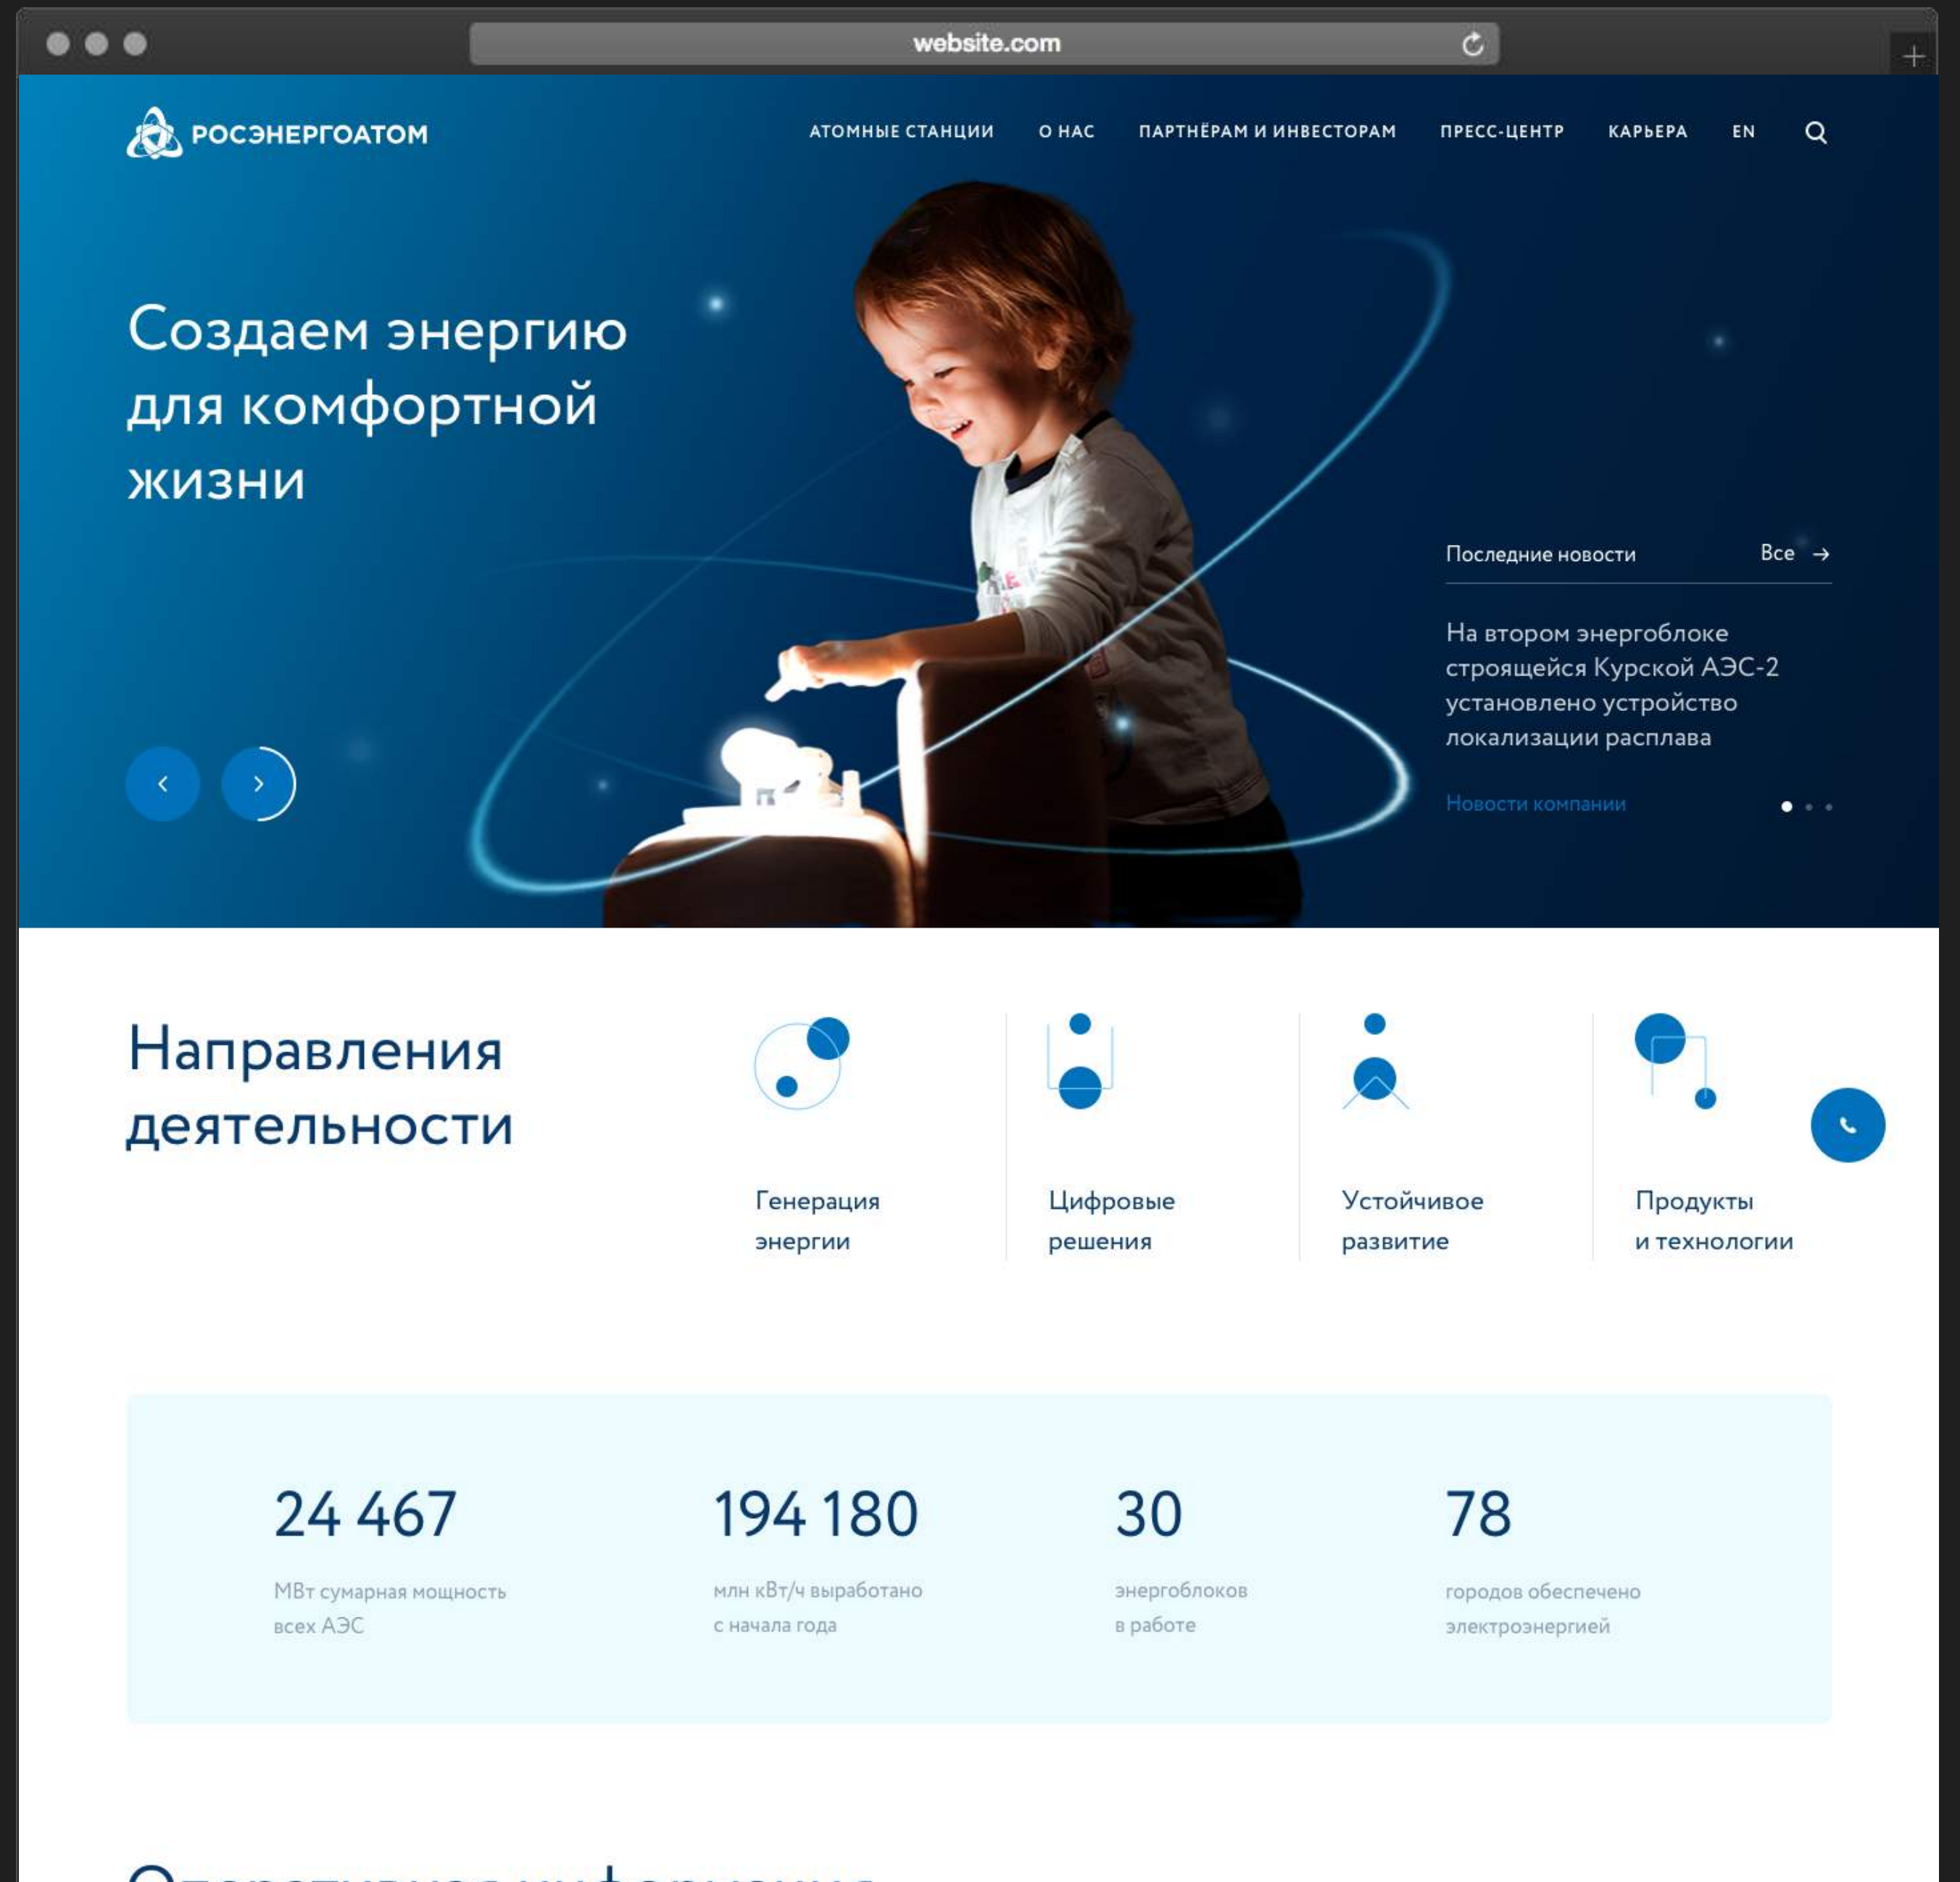 website.com
РОСЭНЕРГОАТОМ
АТОМНЫЕ СТАНЦИИ О НАС ПАРТНЁРАМ И ИНВЕСТОРАМ ПРЕСС-ЦЕНТР КАРЬЕРА EN
Создаем энергию
для комфортной
жизни
Последние новости Все →
На втором энергоблоке
строящейся Курской АЭС-2
установлено устройство
локализации расплава
Новости компании
Направления
деятельности
Генерация
энергии
Цифровые
решения
Устойчивое
развитие
Продукты
и технологии
24 467
МВт сумарная мощность
всех АЭС
194 180
млн кВт/ч выработано
с начала года
30
энергоблоков
в работе
78
городов обеспечено
электроэнергией